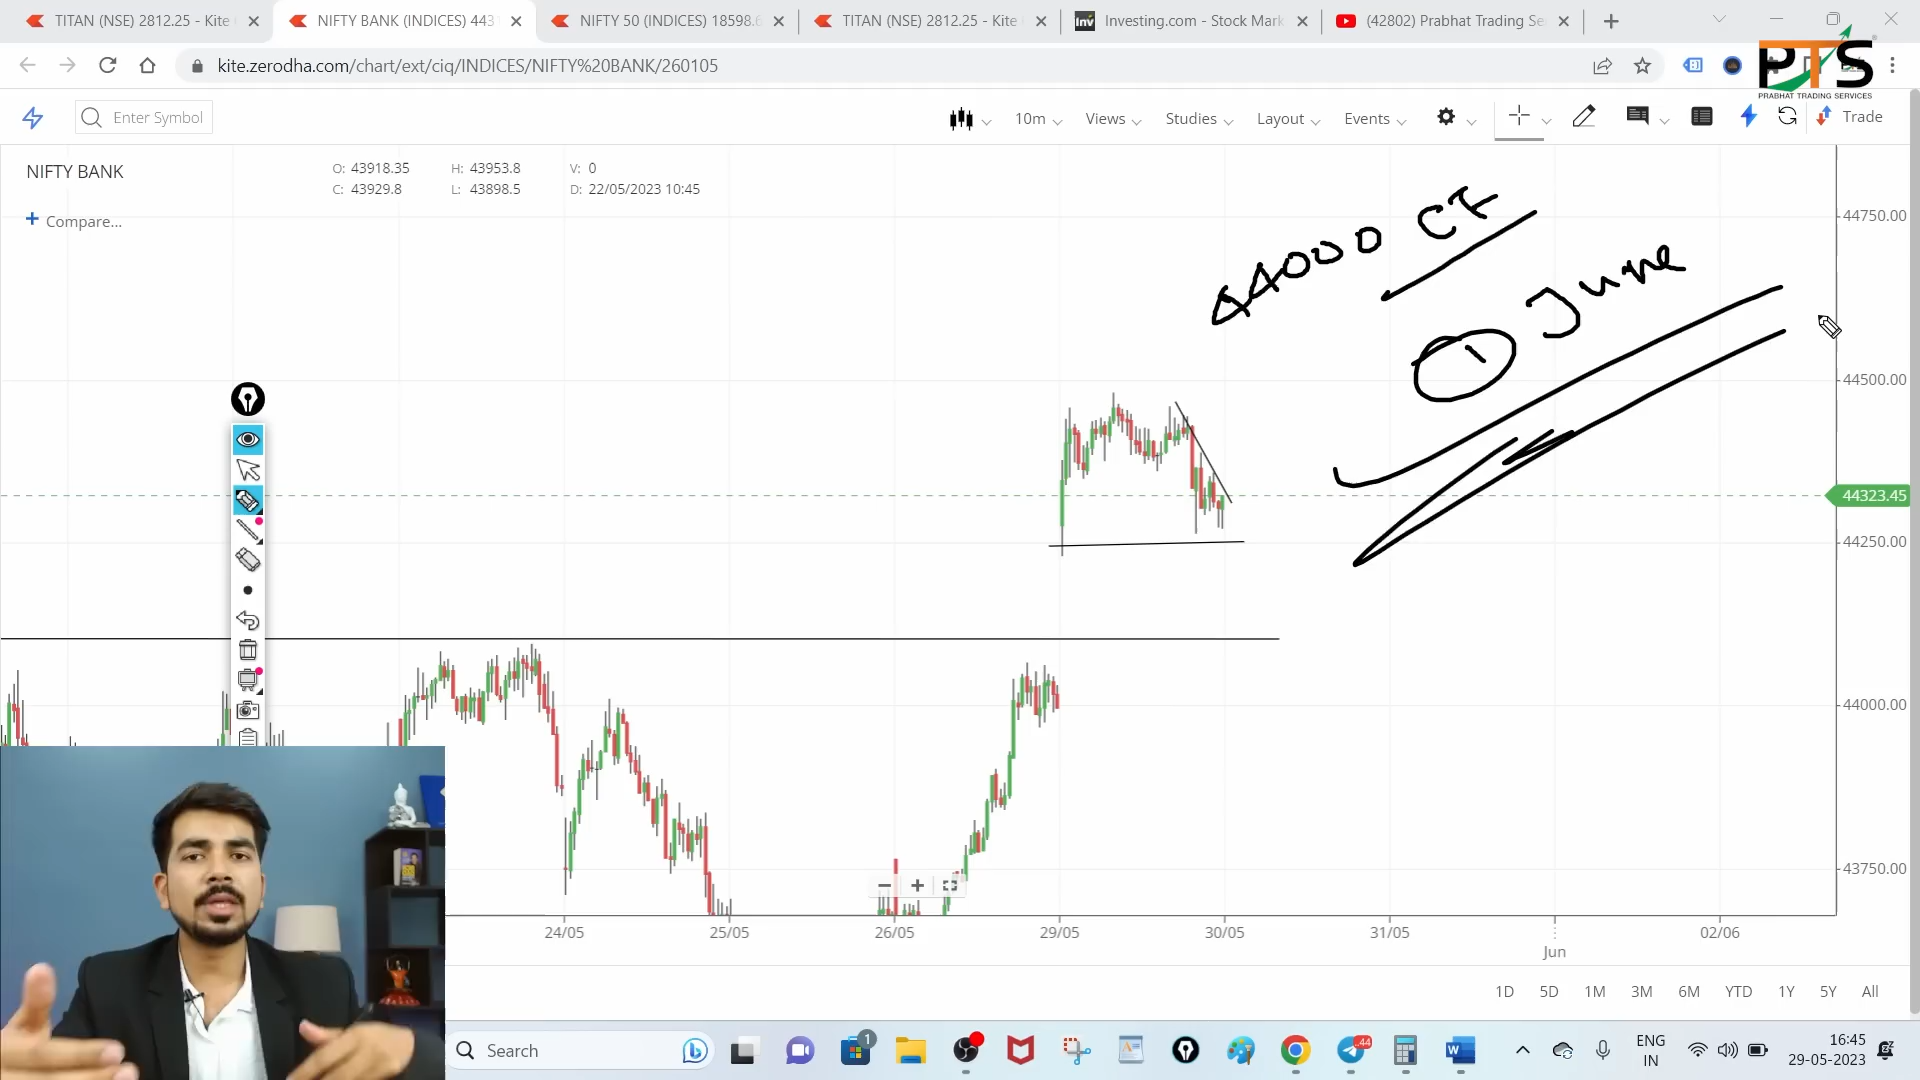 TITAN (NSE) 2812.25 - Kite
NIFTY BANK (INDICES) 443
NIFTY 50 (INDICES) 18598.6
TITAN (NSE) 2812.25 - Kite
Inv
Investing.com - Stock Mark
(42802) Prabhat Trading Se
kite.zerodha.com/chart/ext/ciq/INDICES/NIFTY%20BANK/260105
PTS
PRABHAT TRADING SERVICES
Enter Symbol
10m
Views
Studies
Layout
Events
Trade
NIFTY BANK
O: 43918.35 H: 43953.8 V: 0
C: 43929.8 L: 43898.5 D: 22/05/2023 10:45
+ Compare...
44000 CE
1 June
44750.00
44500.00
44323.45
44250.00
44000.00
43750.00
24/05 25/05 26/05 29/05 30/05 31/05 02/06
Jun
1D 5D 1M 3M 6M YTD 1Y 5Y All
Search
1
44
W
ENG
IN
16:45
29-05-2023